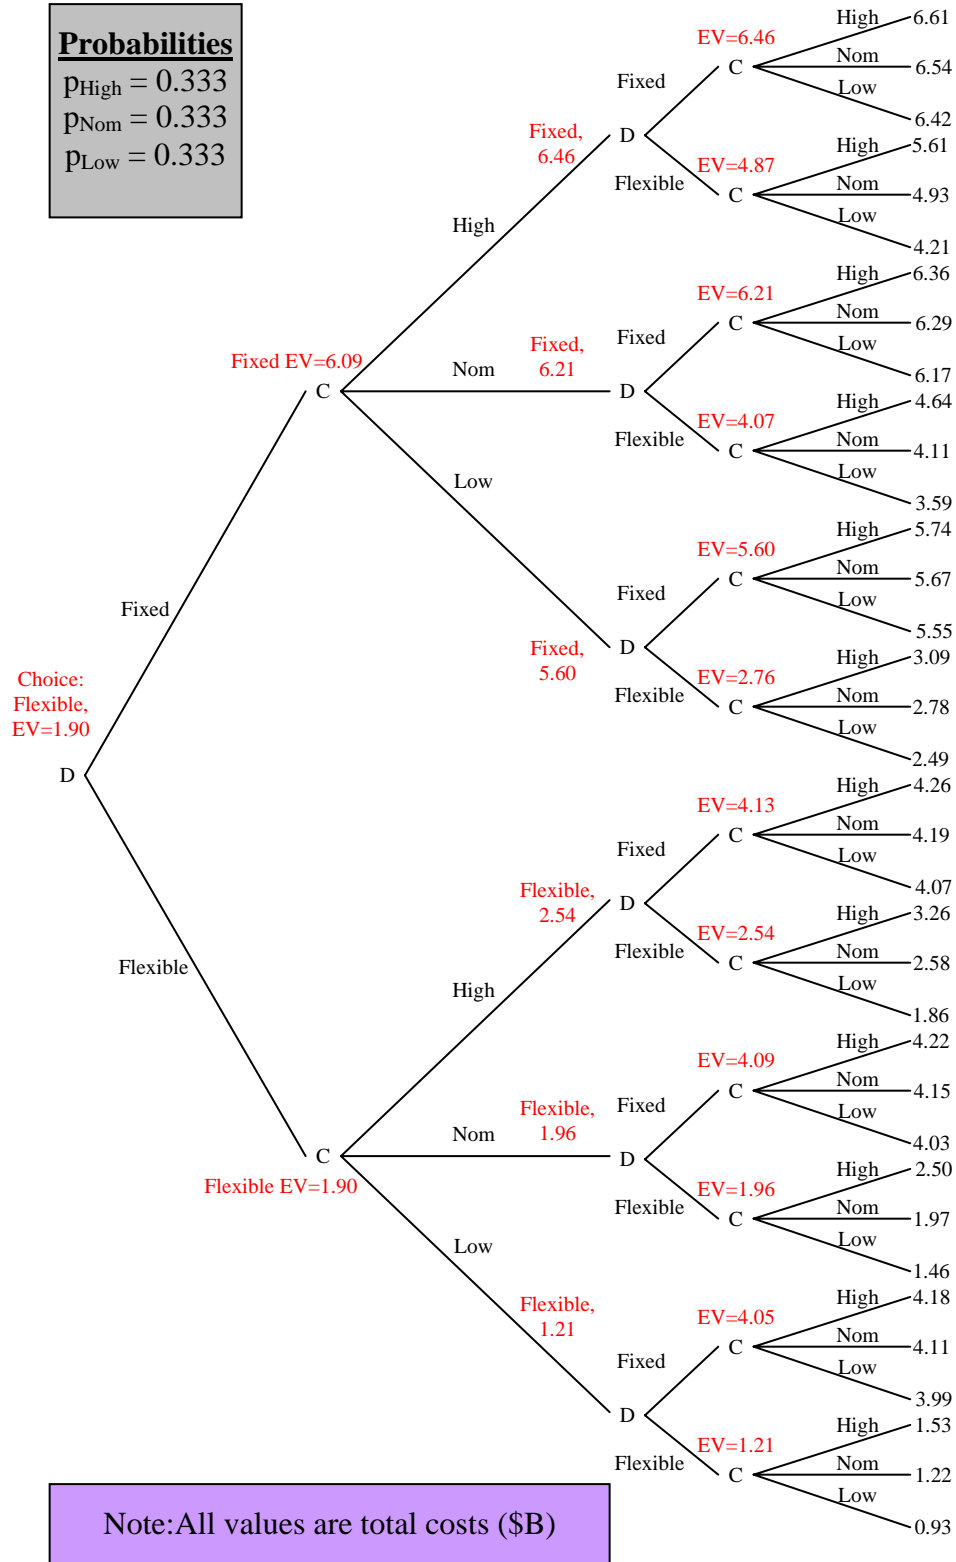 Probabilities
pHigh = 0.333
pNom = 0.333
pLow = 0.333
Choice:
Flexible,
EV=1.90
D
Fixed
Flexible
Fixed EV=6.09
C
High
Nom
Low
Fixed,
6.46
D
Fixed
Flexible
EV=6.46
C
High
6.61
Nom
6.54
Low
6.42
EV=4.87
C
High
5.61
Nom
4.93
Low
4.21
Fixed,
6.21
D
Fixed
Flexible
EV=6.21
C
High
6.36
Nom
6.29
Low
6.17
EV=4.07
C
High
4.64
Nom
4.11
Low
3.59
Fixed,
5.60
D
Fixed
Flexible
EV=5.60
C
High
5.74
Nom
5.67
Low
5.55
EV=2.76
C
High
3.09
Nom
2.78
Low
2.49
C
Flexible EV=1.90
High
Nom
Low
Flexible,
2.54
D
Fixed
Flexible
EV=4.13
C
High
4.26
Nom
4.19
Low
4.07
EV=2.54
C
High
3.26
Nom
2.58
Low
1.86
Flexible,
1.96
D
Fixed
Flexible
EV=4.09
C
High
4.22
Nom
4.15
Low
4.03
EV=1.96
C
High
2.50
Nom
1.97
Low
1.46
Flexible,
1.21
D
Fixed
Flexible
EV=4.05
C
High
4.18
Nom
4.11
Low
3.99
EV=1.21
C
High
1.53
Nom
1.22
Low
0.93
Note:All values are total costs ($B)